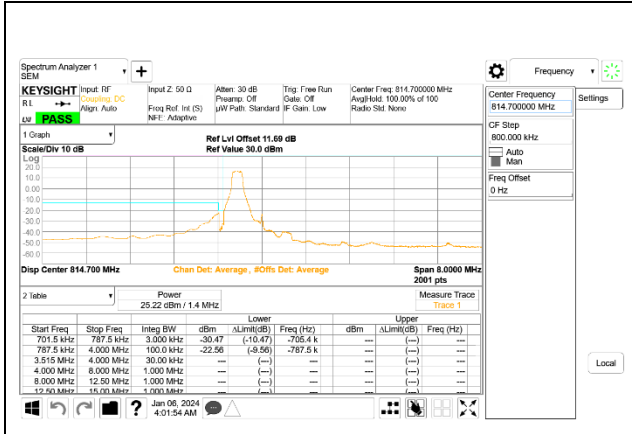 Spectrum Analyzer 1
SEM
Frequency
KEYSIGHT
R L
PASS
Input: RF
Coupling: DC
Align: Auto
Input Z: 50 Ω
Freq Ref: Int (S)
NFE: Adaptive
Atten: 30 dB
Preamp: Off
µW Path: Standard
Trig: Free Run
Gate: Off
IF Gain: Low
Center Freq: 814.700000 MHz
Avg|Hold: 100.00% of 100
Radio Std: None
Center Frequency
814.700000 MHz
Settings
CF Step
800.000 kHz
Auto
Man
Freq Offset
0 Hz
1 Graph
Scale/Div 10 dB
Ref Lvl Offset 11.69 dB
Ref Value 30.0 dBm
Log
20.0
10.0
0.00
-10.0
-20.0
-30.0
-40.0
-50.0
-60.0
Disp Center 814.700 MHz
Chan Det: Average , #Offs Det: Average
Span 8.0000 MHz
2001 pts
2 Table
Power
25.22 dBm / 1.4 MHz
Measure Trace
Trace 1
Lower Upper
Start Freq Stop Freq Integ BW dBm ΔLimit(dB) Freq (Hz) dBm ΔLimit(dB) Freq (Hz)
701.5 kHz 787.5 kHz 3.000 kHz -30.47 (-10.47) -705.4 k --- (---) ---
787.5 kHz 4.000 MHz 100.0 kHz -22.56 (-9.56) -787.5 k --- (---) ---
3.515 MHz 4.000 MHz 30.00 kHz --- (---) --- --- (---) ---
4.000 MHz 8.000 MHz 1.000 MHz --- (---) --- --- (---) ---
8.000 MHz 12.50 MHz 1.000 MHz --- (---) --- --- (---) ---
12.50 MHz 15.00 MHz 1.000 MHz --- (---) --- --- (---) ---
Local
Jan 06, 2024
4:01:54 AM